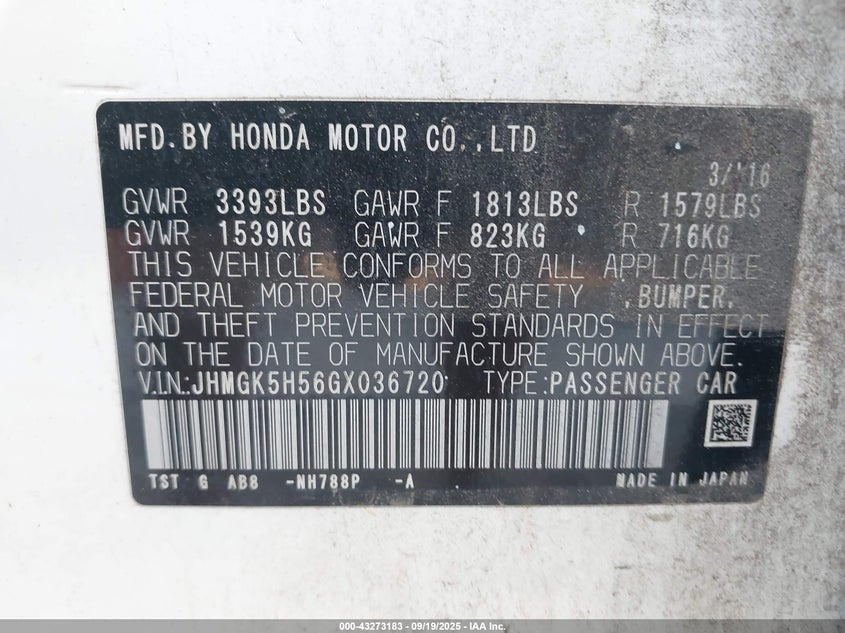 MFD.BY HONDA MOTOR CO.,LTD
3/'16
GVWR 3393LBS GAWR F 1813LBS R 1579LBS
GVWR 1539KG GAWR F 823KG R 716KG
THIS VEHICLE CONFORMS TO ALL APPLICABLE
FEDERAL MOTOR VEHICLE SAFETY ,BUMPER,
AND THEFT PREVENTION STANDARDS IN EFFECT
ON THE DATE OF MANUFACTURE SHOWN ABOVE.
V.I.N.:JHMGK5H56GX036720 TYPE:PASSENGER CAR
TST G AB8 -NH788P -A MADE IN JAPAN
000-43273183 - 09/19/2025 - IAA Inc.